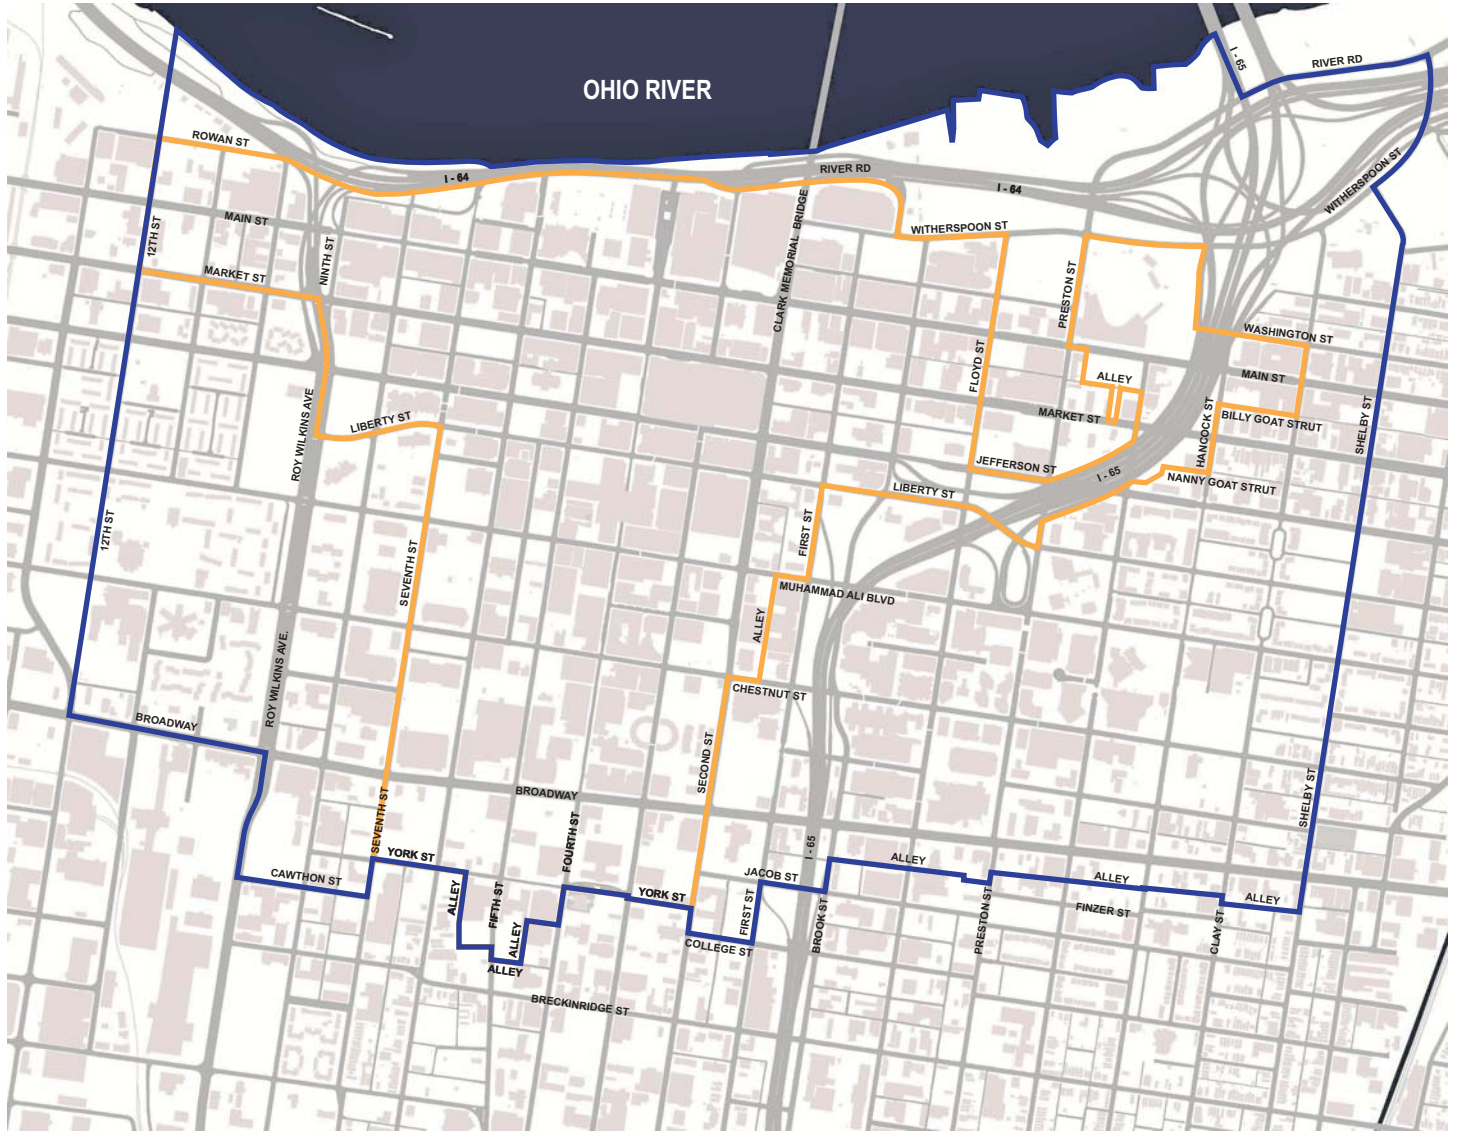 OHIO RIVER
I - 65
RIVER RD
ROWAN ST
RIVER RD
I - 64
I - 64
WITHERSPOON ST
12TH ST
MAIN ST
CLARK MEMORIAL BRIDGE
WITHERSPOON ST
NINTH ST
MARKET ST
PRESTON ST
WASHINGTON ST
FLOYD ST
ALLEY
MAIN ST
ROY WILKINS AVE
LIBERTY ST
MARKET ST
HANCOCK ST
BILLY GOAT STRUT
SHELBY ST
JEFFERSON ST
I - 65
NANNY GOAT STRUT
LIBERTY ST
12TH ST
FIRST ST
SEVENTH ST
MUHAMMAD ALI BLVD
ALLEY
ROY WILKINS AVE.
CHESTNUT ST
BROADWAY
SECOND ST
BROADWAY
SHELBY ST
SEVENTH ST
FOURTH ST
I - 65
YORK ST
ALLEY
CAWTHON ST
JACOB ST
ALLEY
ALLEY
FIFTH ST
YORK ST
FIRST ST
ALLEY
FINZER ST
BROOK ST
PRESTON ST
CLAY ST
ALLEY
COLLEGE ST
ALLEY
BRECKINRIDGE ST